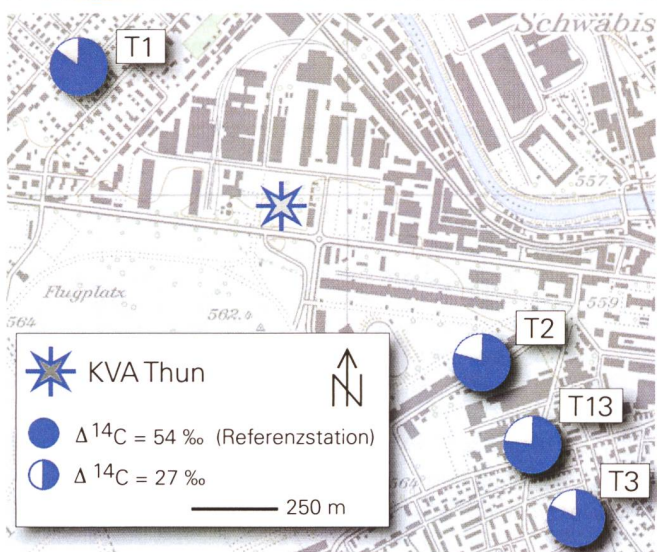 Schwäbis
T1
557
Flugplatz
562.4
564
559
T2
T13
564
T3
KVA Thun
N
Δ 14C = 54 ‰ (Referenzstation)
Δ 14C = 27 ‰
250 m